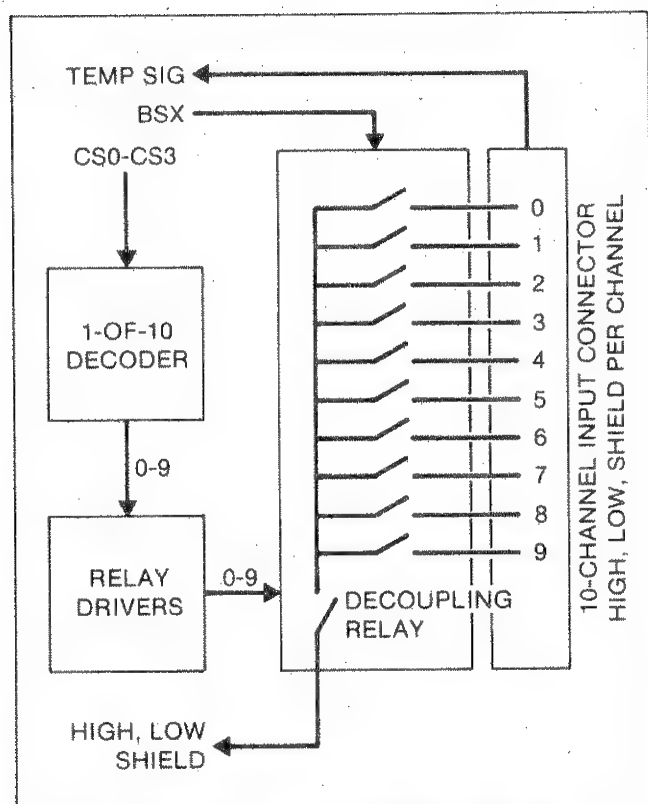 TEMP SIG
BSX
CS0-CS3
1-OF-10
DECODER
0-9
RELAY
DRIVERS
0-9
0
1
2
3
4
5
6
7
8
9
DECOUPLING
RELAY
HIGH, LOW
SHIELD
10-CHANNEL INPUT CONNECTOR
HIGH, LOW, SHIELD PER CHANNEL